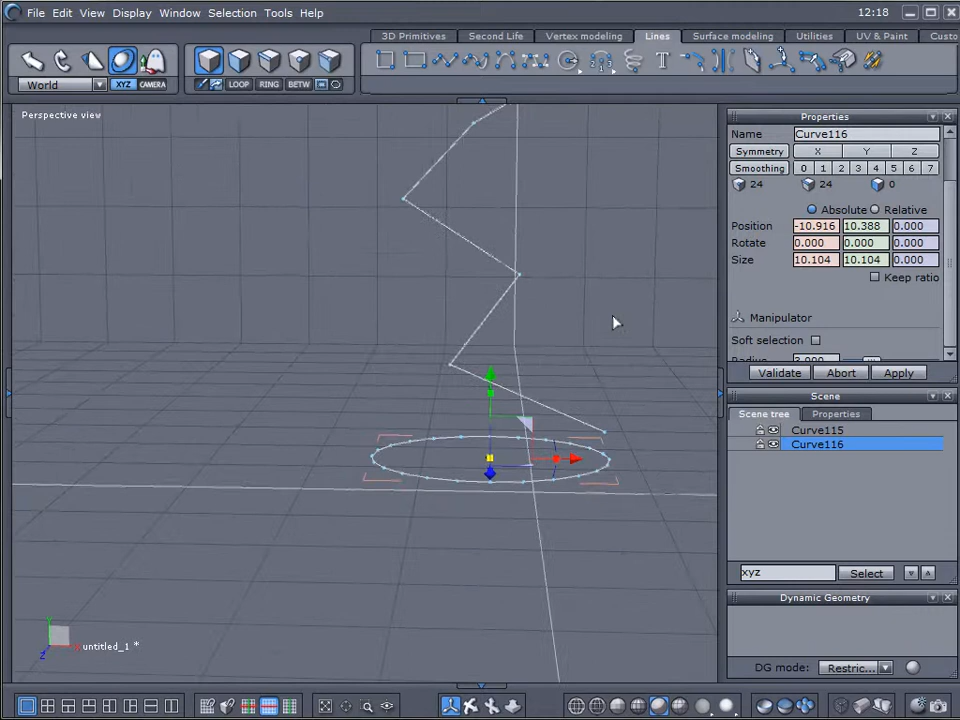 File Edit View Display Window Selection Tools Help 12:18
3D Primitives Second Life Vertex modeling Lines Surface modeling Utilities UV & Paint Custo
World XYZ CAMERA LOOP RING BETW
Perspective view
Properties
Name Curve116
Symmetry X Y Z
Smoothing 0 1 2 3 4 5 6 7
24 24 0
Absolute Relative
Position -10.916 10.388 0.000
Rotate 0.000 0.000 0.000
Size 10.104 10.104 0.000
Keep ratio
Manipulator
Soft selection
Radius 3.000
Validate Abort Apply
Scene
Scene tree Properties
Curve115
Curve116
xyz Select
Dynamic Geometry
DG mode: Restric...
Y
X
Z
untitled_1 *